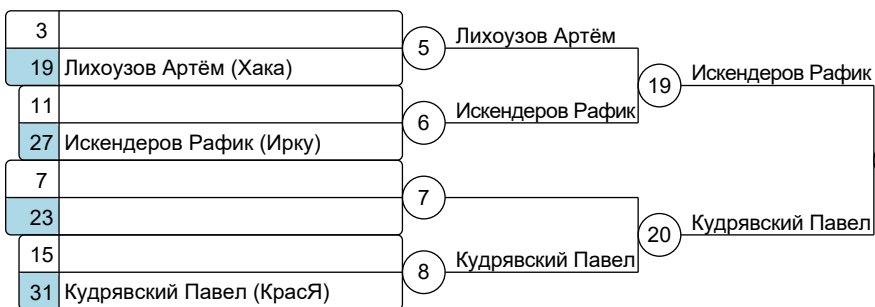 3
19 Лихоузов Артём (Хака)
11
27 Искендеров Рафик (Ирку)
7
23
15
31 Кудрявский Павел (КрасЯ)
5
6
7
8
Лихоузов Артём
Искендеров Рафик
Кудрявский Павел
19
20
Искендеров Рафик
Кудрявский Павел